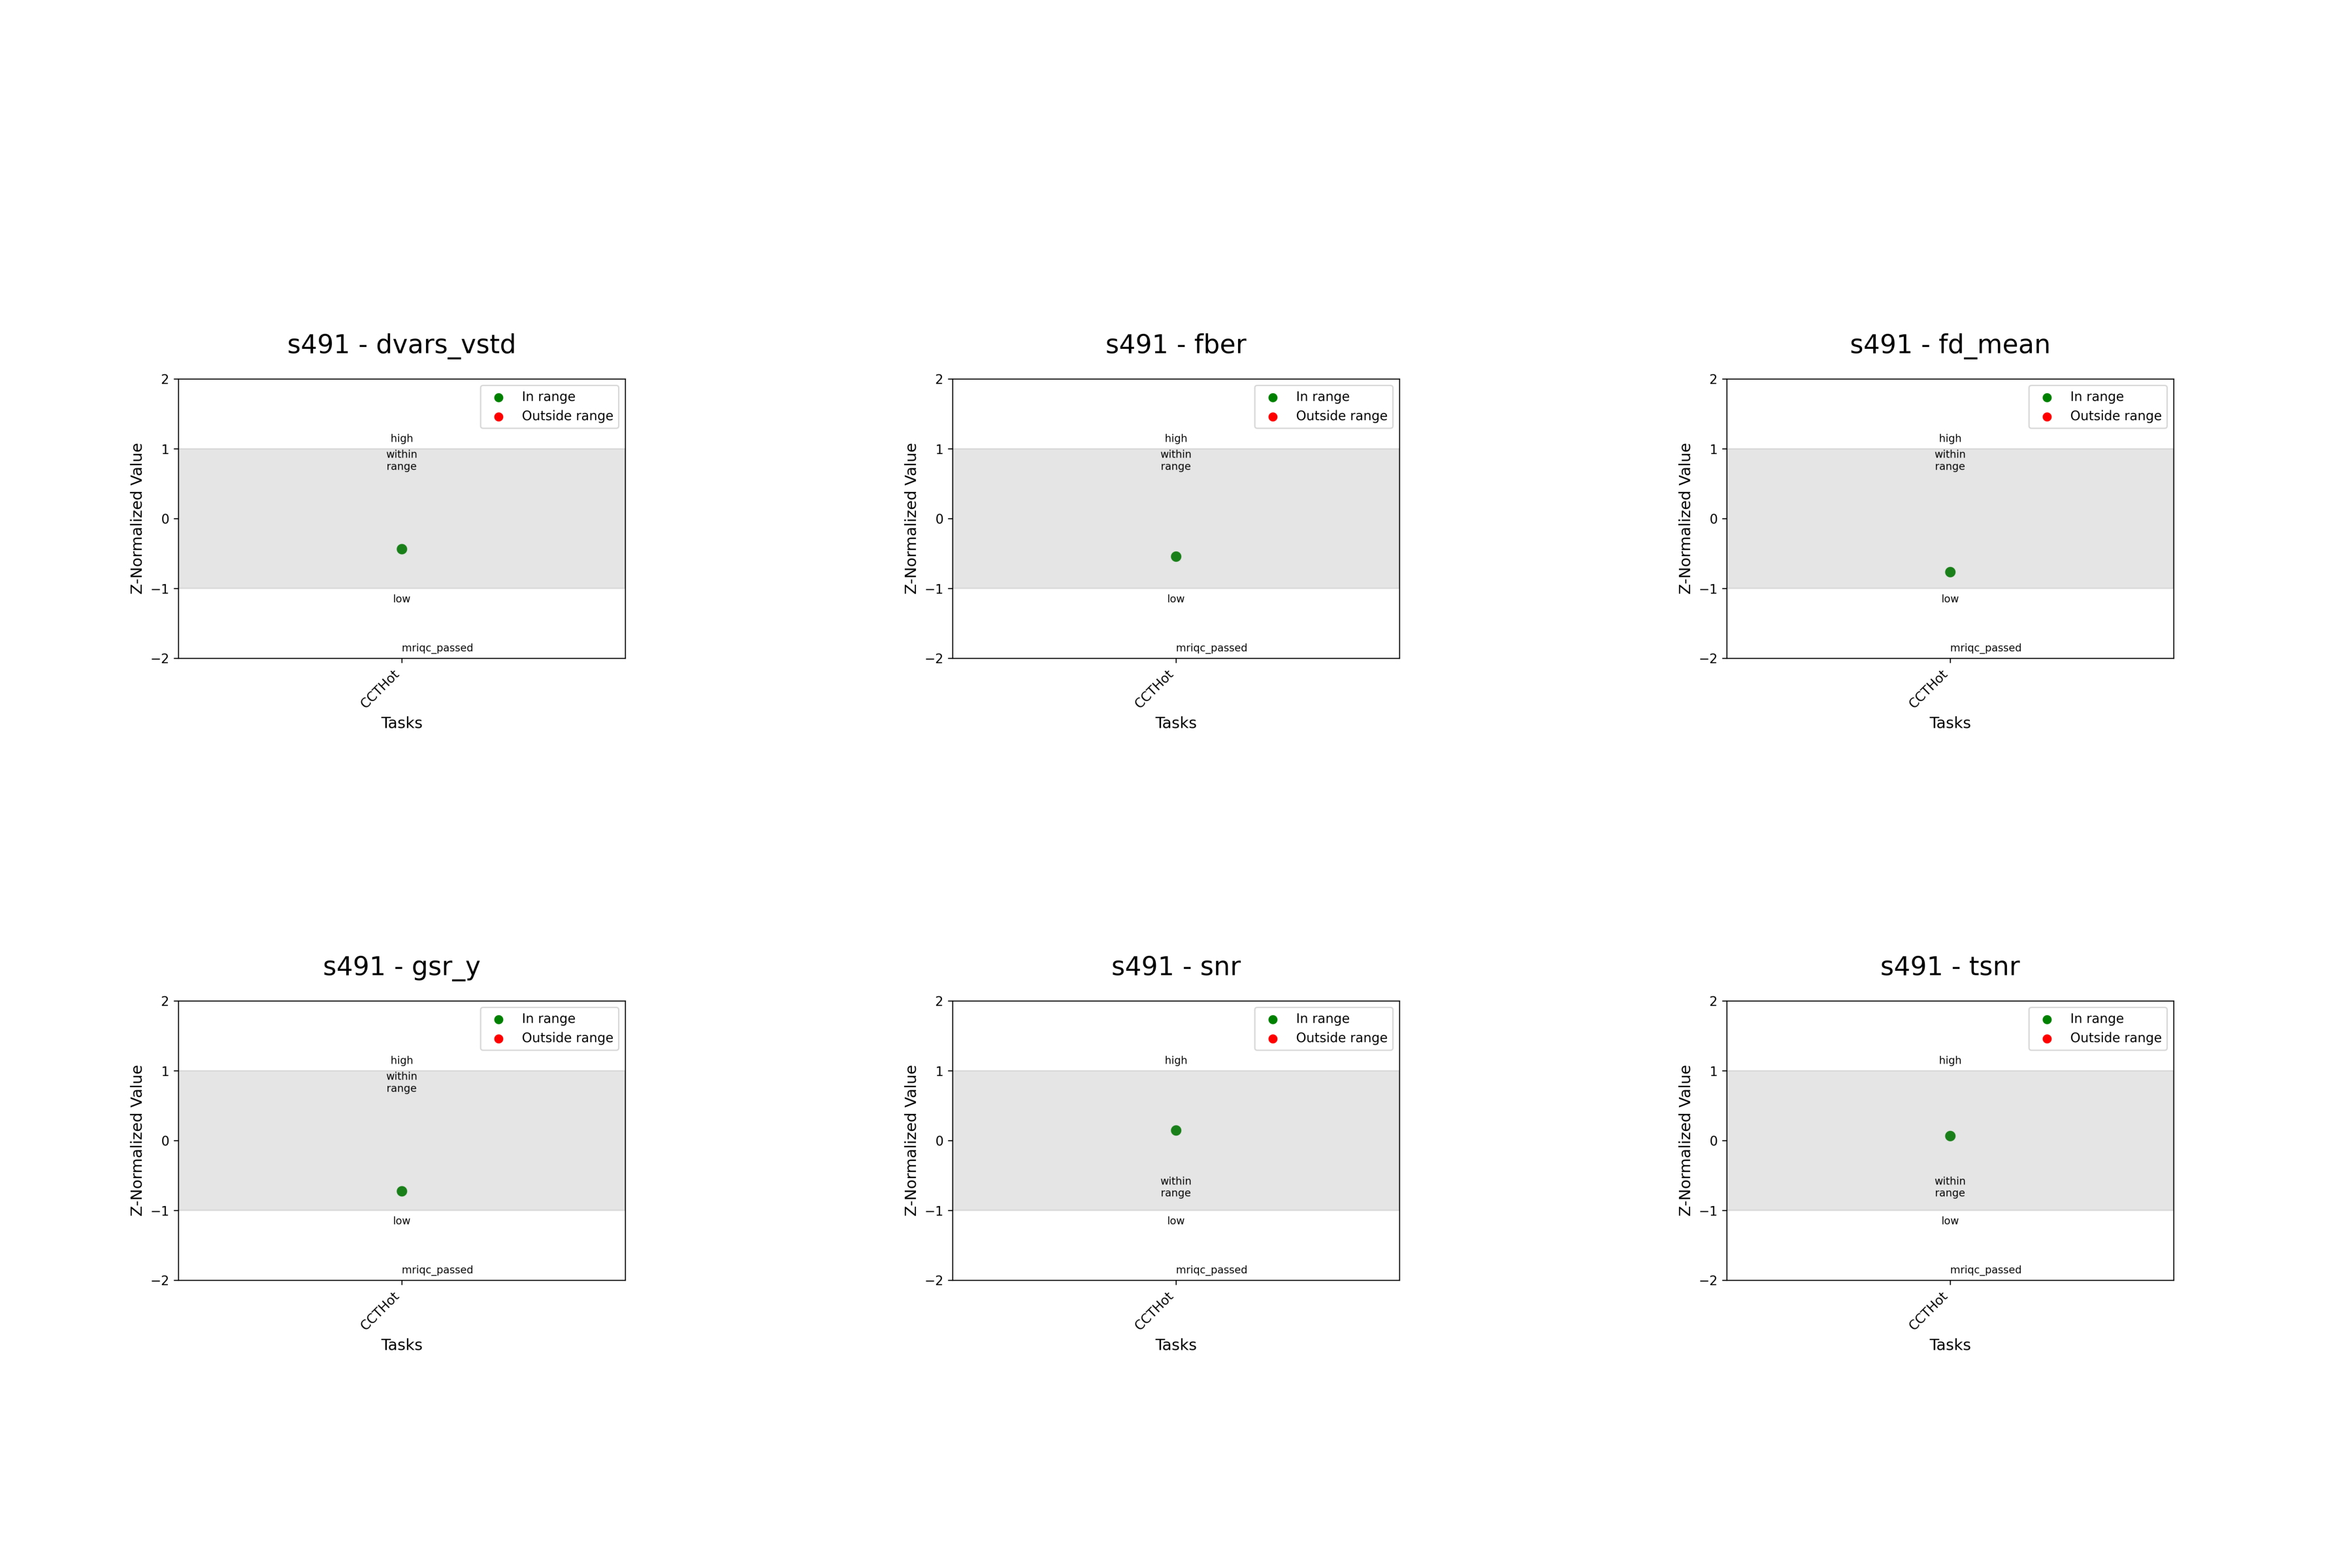 s491 - dvars_vstd
2
In range
Outside range
high
1
within
range
Z-Normalized Value
0
−1
low
mriqc_passed
−2
CCTHot
Tasks
s491 - fber
2
In range
Outside range
high
1
within
range
Z-Normalized Value
0
−1
low
mriqc_passed
−2
CCTHot
Tasks
s491 - fd_mean
2
In range
Outside range
high
1
within
range
Z-Normalized Value
0
−1
low
mriqc_passed
−2
CCTHot
Tasks
s491 - gsr_y
2
In range
Outside range
high
1
within
range
Z-Normalized Value
0
−1
low
mriqc_passed
−2
CCTHot
Tasks
s491 - snr
2
In range
Outside range
high
1
Z-Normalized Value
0
within
range
−1
low
mriqc_passed
−2
CCTHot
Tasks
s491 - tsnr
2
In range
Outside range
high
1
Z-Normalized Value
0
within
range
−1
low
mriqc_passed
−2
CCTHot
Tasks